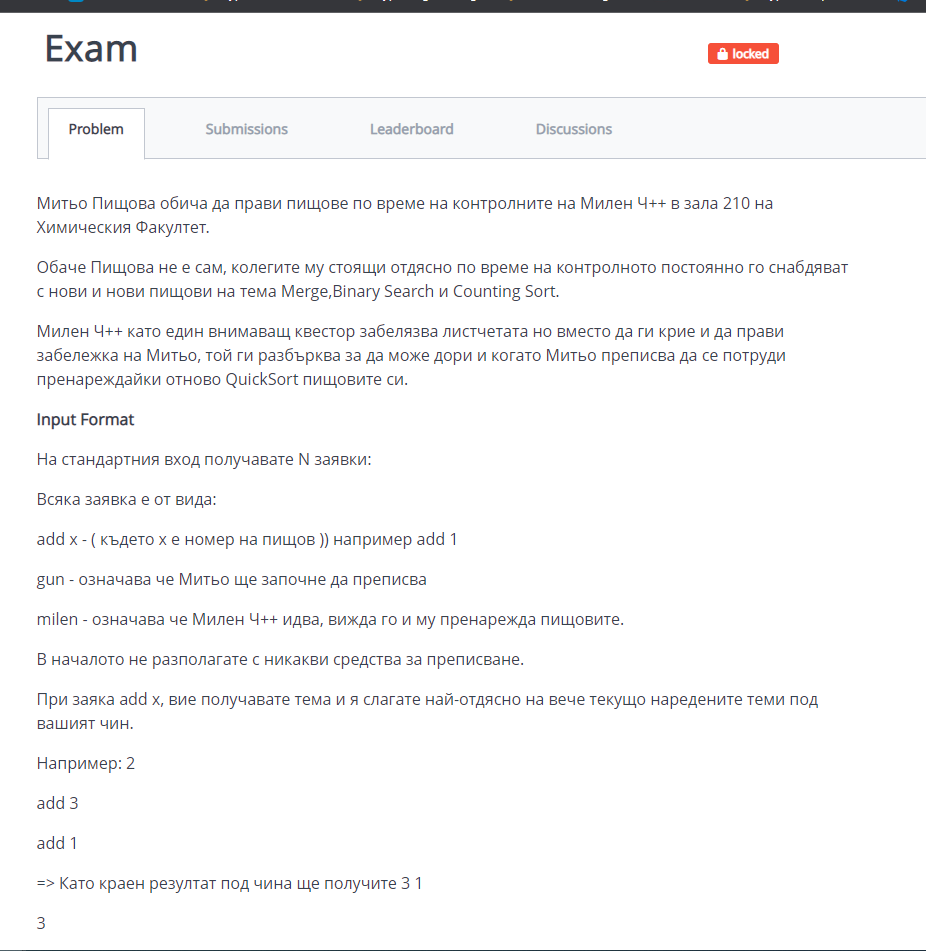 Exam
locked
Problem
Submissions
Leaderboard
Discussions
Митьо Пищова обича да прави пищове по време на контролните на Милен Ч++ в зала 210 на
Химическия Факултет.
Обаче Пищова не е сам, колегите му стоящи отдясно по време на контролното постоянно го снабдяват
с нови и нови пищови на тема Merge,Binary Search и Counting Sort.
Милен Ч++ като един внимаващ квестор забелязва листчетата но вместо да ги крие и да прави
забележка на Митьо, той ги разбърква за да може дори и когато Митьо преписва да се потруди
пренареждайки отново QuickSort пищовите си.
Input Format
На стандартния вход получавате N заявки:
Всяка заявка е от вида:
add x - ( където x е номер на пищов )) например add 1
gun - означава че Митьо ще започне да преписва
milen - означава че Милен Ч++ идва, вижда го и му пренарежда пищовите.
В началото не разполагате с никакви средства за преписване.
При заяка add x, вие получавате тема и я слагате най-отдясно на вече текущо наредените теми под
вашият чин.
Например: 2
add 3
add 1
=> Като краен резултат под чина ще получите 3 1
3